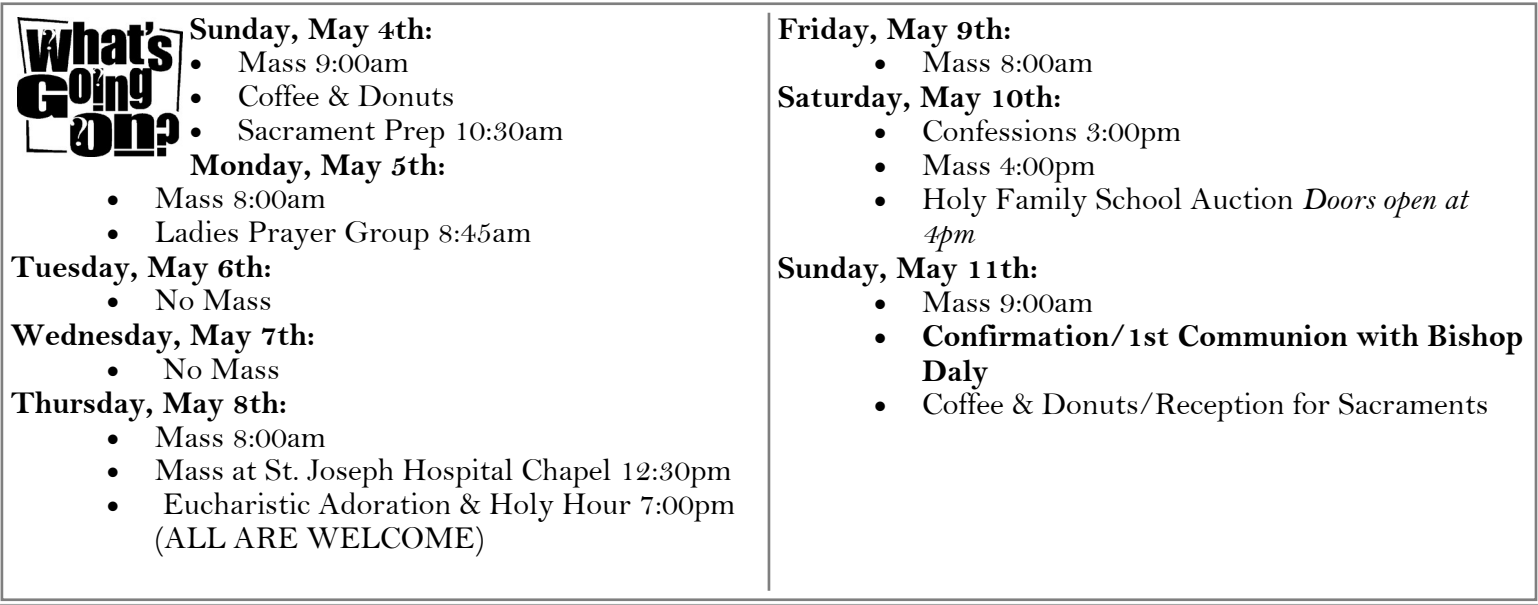 What's
Going
On?
Sunday, May 4th:
• Mass 9:00am
• Coffee & Donuts
• Sacrament Prep 10:30am
Monday, May 5th:
• Mass 8:00am
• Ladies Prayer Group 8:45am
Tuesday, May 6th:
• No Mass
Wednesday, May 7th:
• No Mass
Thursday, May 8th:
• Mass 8:00am
• Mass at St. Joseph Hospital Chapel 12:30pm
• Eucharistic Adoration & Holy Hour 7:00pm
(ALL ARE WELCOME)
Friday, May 9th:
• Mass 8:00am
Saturday, May 10th:
• Confessions 3:00pm
• Mass 4:00pm
• Holy Family School Auction Doors open at
4pm
Sunday, May 11th:
• Mass 9:00am
• Confirmation/1st Communion with Bishop
Daly
• Coffee & Donuts/Reception for Sacraments